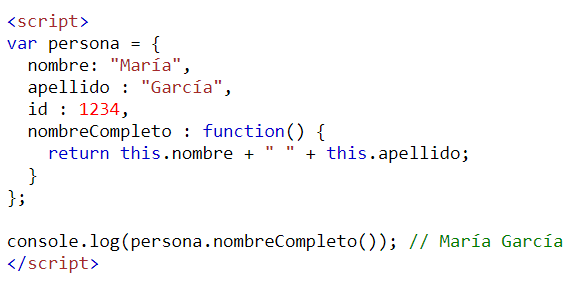 <script>
var persona = {
  nombre: "María",
  apellido : "García",
  id : 1234,
  nombreCompleto : function() {
    return this.nombre + " " + this.apellido;
  }
};

console.log(persona.nombreCompleto()); // María García
</script>